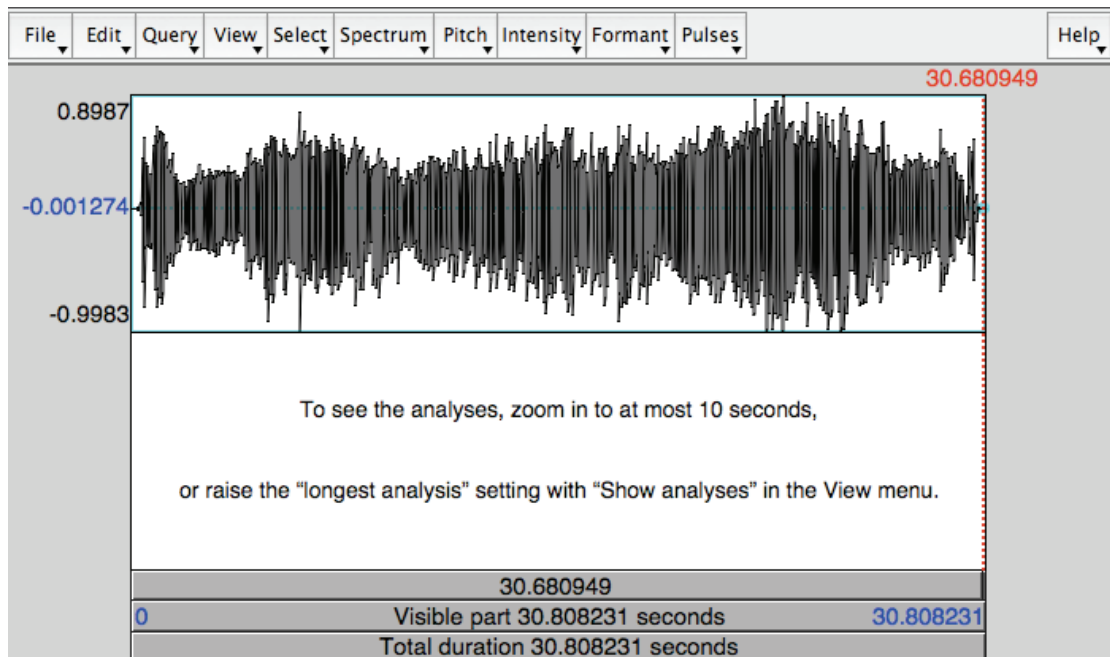 File Edit Query View Select Spectrum Pitch Intensity Formant Pulses Help
30.680949
0.8987
-0.001274
-0.9983
To see the analyses, zoom in to at most 10 seconds,
or raise the “longest analysis” setting with “Show analyses” in the View menu.
30.680949
0 Visible part 30.808231 seconds 30.808231
Total duration 30.808231 seconds